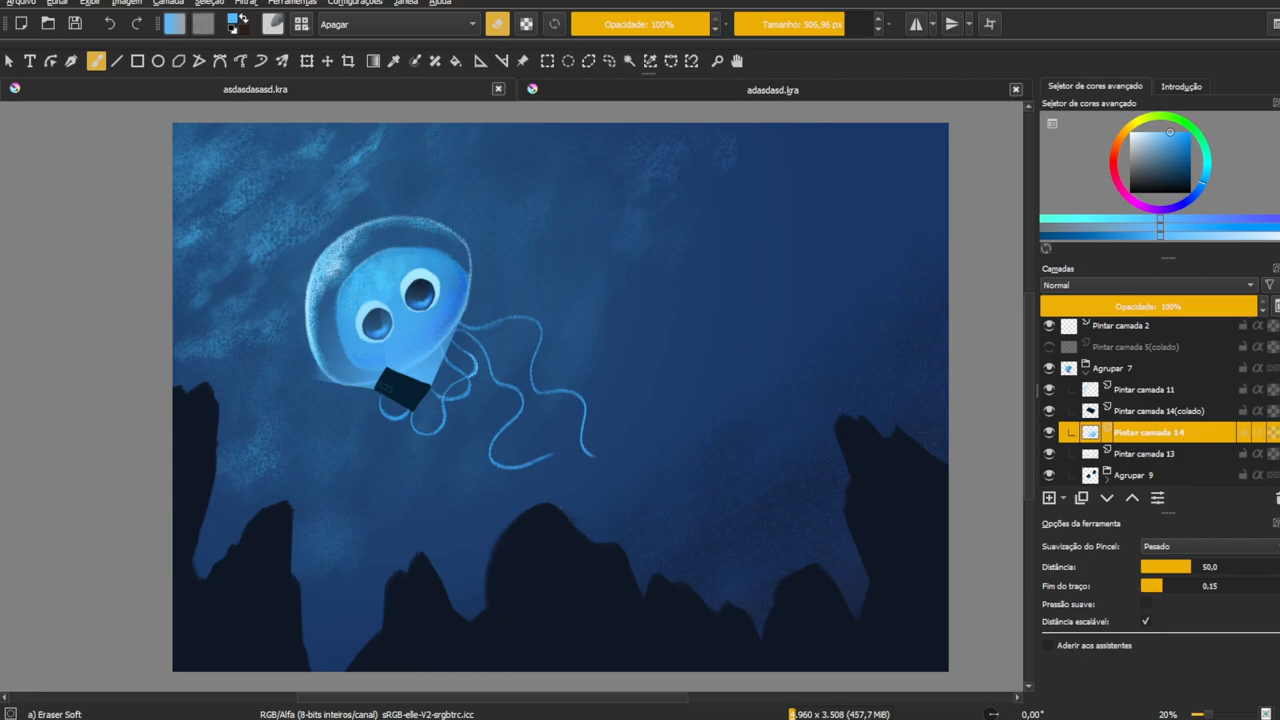 Arquivo Editar Exibir Imagem Camada Seleção Filtrar Ferramentas Configurações Janela Ajuda
Apagar
Opacidade: 100%
Tamanho: 506,96 px
asdasdasasd.kra
adasdasd.kra
Seletor de cores avançado
Introdução
Seletor de cores avançado
Camadas
Normal
Opacidade: 100%
Pintar camada 2
Pintar camada 5(colado)
Agrupar 7
Pintar camada 11
Pintar camada 14(colado)
Pintar camada 14
Pintar camada 13
Agrupar 9
Opções da ferramenta
Suavização do Pincel:
Pesado
Distância:
50,0
Fim do traço:
0,15
Pressão suave:
Distância escalável:
Aderir aos assistentes
a) Eraser Soft
RGB/Alfa (8-bits inteiros/canal) sRGB-elle-V2-srgbtrc.icc
.960 x 3.508 (457,7 MB)
0,00°
20%